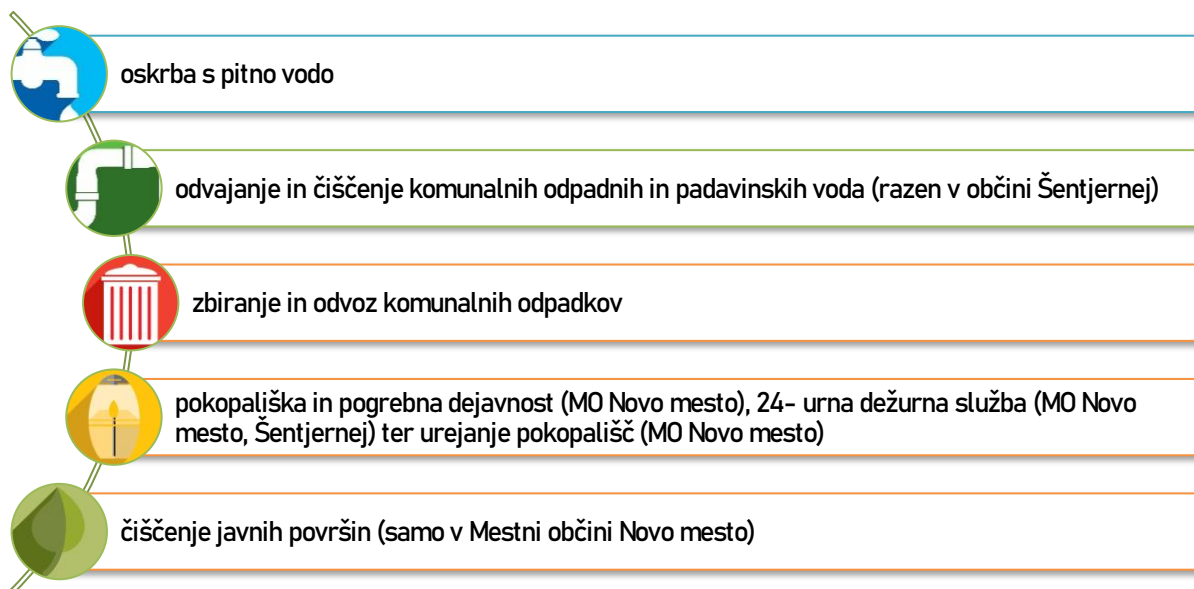 oskrba s pitno vodo
odvajanje in čiščenje komunalnih odpadnih in padavinskih voda (razen v občini Šentjernej)
zbiranje in odvoz komunalnih odpadkov
pokopališka in pogrebna dejavnost (MO Novo mesto), 24- urna dežurna služba (MO Novo
mesto, Šentjernej) ter urejanje pokopališč (MO Novo mesto)
čiščenje javnih površin (samo v Mestni občini Novo mesto)